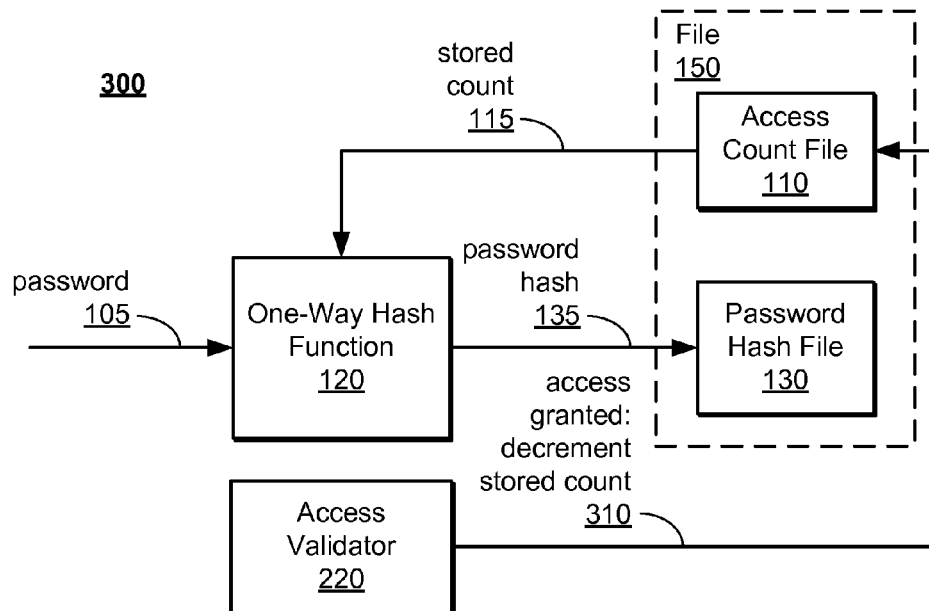 300
stored
count
115
File
150
Access
Count File
110
password
105
One-Way Hash
Function
120
password
hash
135
Password
Hash File
130
access
granted:
decrement
stored count
310
Access
Validator
220